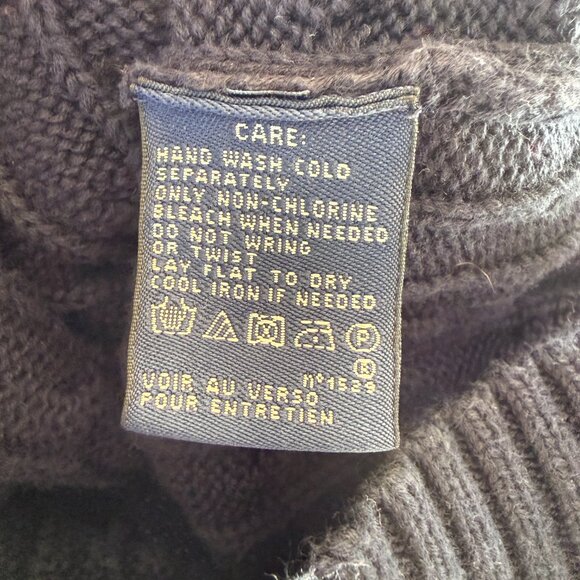 CARE:
HAND WASH COLD
SEPARATELY
ONLY NON-CHLORINE
BLEACH WHEN NEEDED
DO NOT WRING
OR TWIST
LAY FLAT TO DRY
COOL IRON IF NEEDED
P
K
nº1529
VOIR AU VERSO
POUR ENTRETIEN.